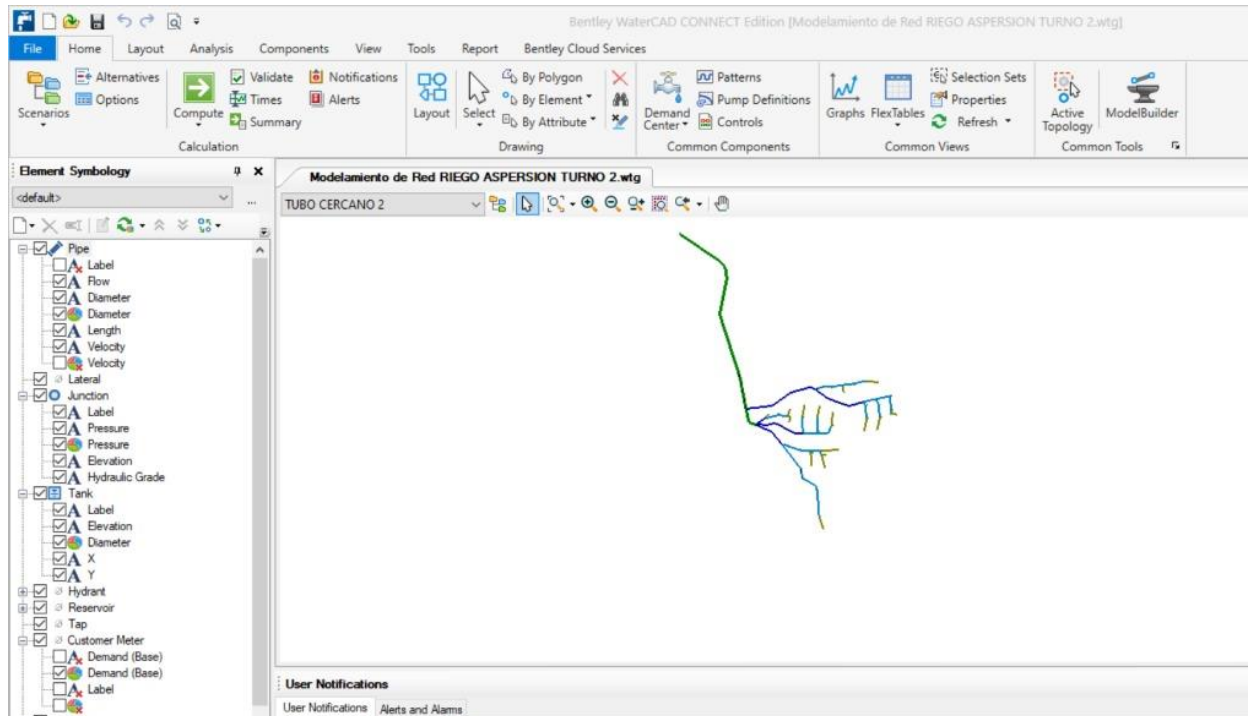 Bentley WaterCAD CONNECT Edition [Modelamiento de Red RIEGO ASPERSION TURNO 2.wtg]
File Home Layout Analysis Components View Tools Report Bentley Cloud Services
Scenarios
Alternatives
Options
Compute
Validate
Times
Summary
Notifications
Alerts
Calculation
Layout
Select
By Polygon
By Element
By Attribute
Drawing
Demand Center
Patterns
Pump Definitions
Controls
Common Components
Graphs
FlexTables
Selection Sets
Properties
Refresh
Common Views
Active Topology
ModelBuilder
Common Tools
Element Symbology
<default>
...
Pipe
Label
Flow
Diameter
Diameter
Length
Velocity
Velocity
Lateral
Junction
Label
Pressure
Pressure
Elevation
Hydraulic Grade
Tank
Label
Elevation
Diameter
X
Y
Hydrant
Reservoir
Tap
Customer Meter
Demand (Base)
Demand (Base)
Label
Modelamiento de Red RIEGO ASPERSION TURNO 2.wtg
TUBO CERCANO 2
User Notifications
User Notifications Alerts and Alarms